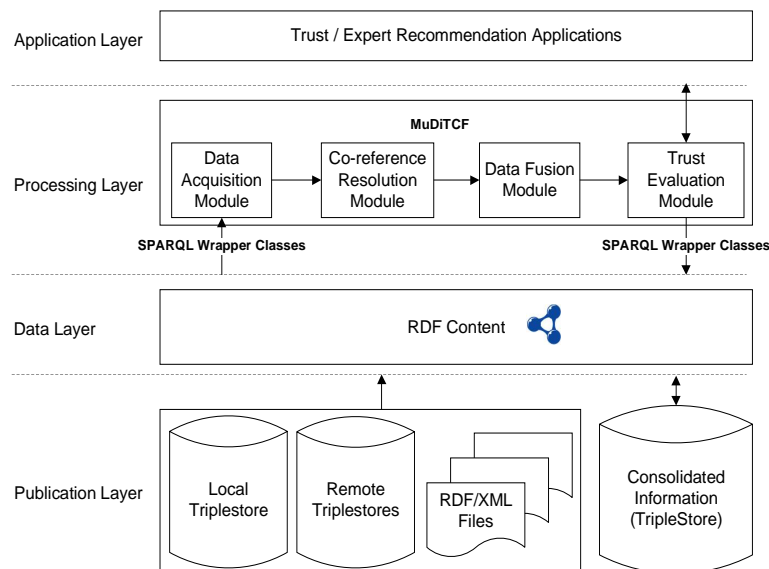 Application Layer
Trust / Expert Recommendation Applications
Processing Layer
MuDiTCF
Data
Acquisition
Module
Co-reference
Resolution
Module
Data Fusion
Module
Trust
Evaluation
Module
SPARQL Wrapper Classes
SPARQL Wrapper Classes
Data Layer
RDF Content
Publication Layer
Local
Triplestore
Remote
Triplestores
RDF/XML
Files
Consolidated
Information
(TripleStore)